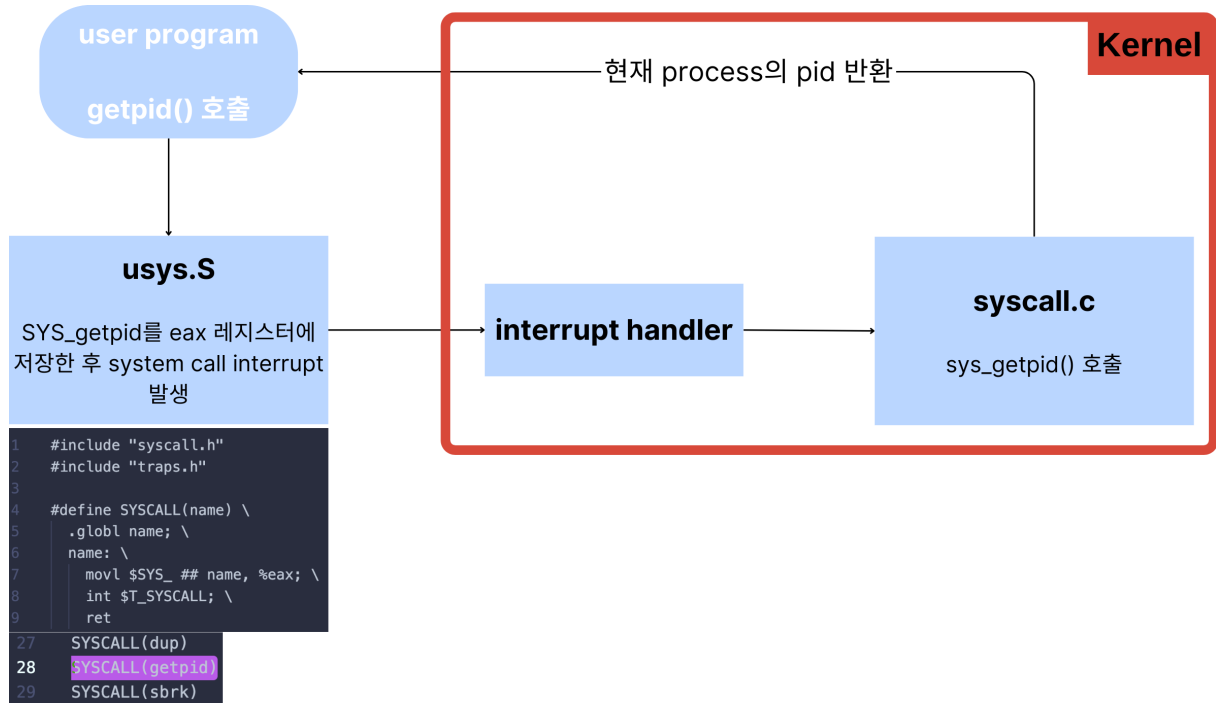 user program
getpid() 호출
Kernel
현재 process의 pid 반환
usys.S
SYS_getpid를 eax 레지스터에
저장한 후 system call interrupt
발생
interrupt handler
syscall.c
sys_getpid() 호출
1 #include "syscall.h"
2 #include "traps.h"
3
4 #define SYSCALL(name) \
5 .globl name; \
6 name: \
7 movl $SYS_ ## name, %eax; \
8 int $T_SYSCALL; \
9 ret
27 SYSCALL(dup)
28 SYSCALL(getpid)
29 SYSCALL(sbrk)